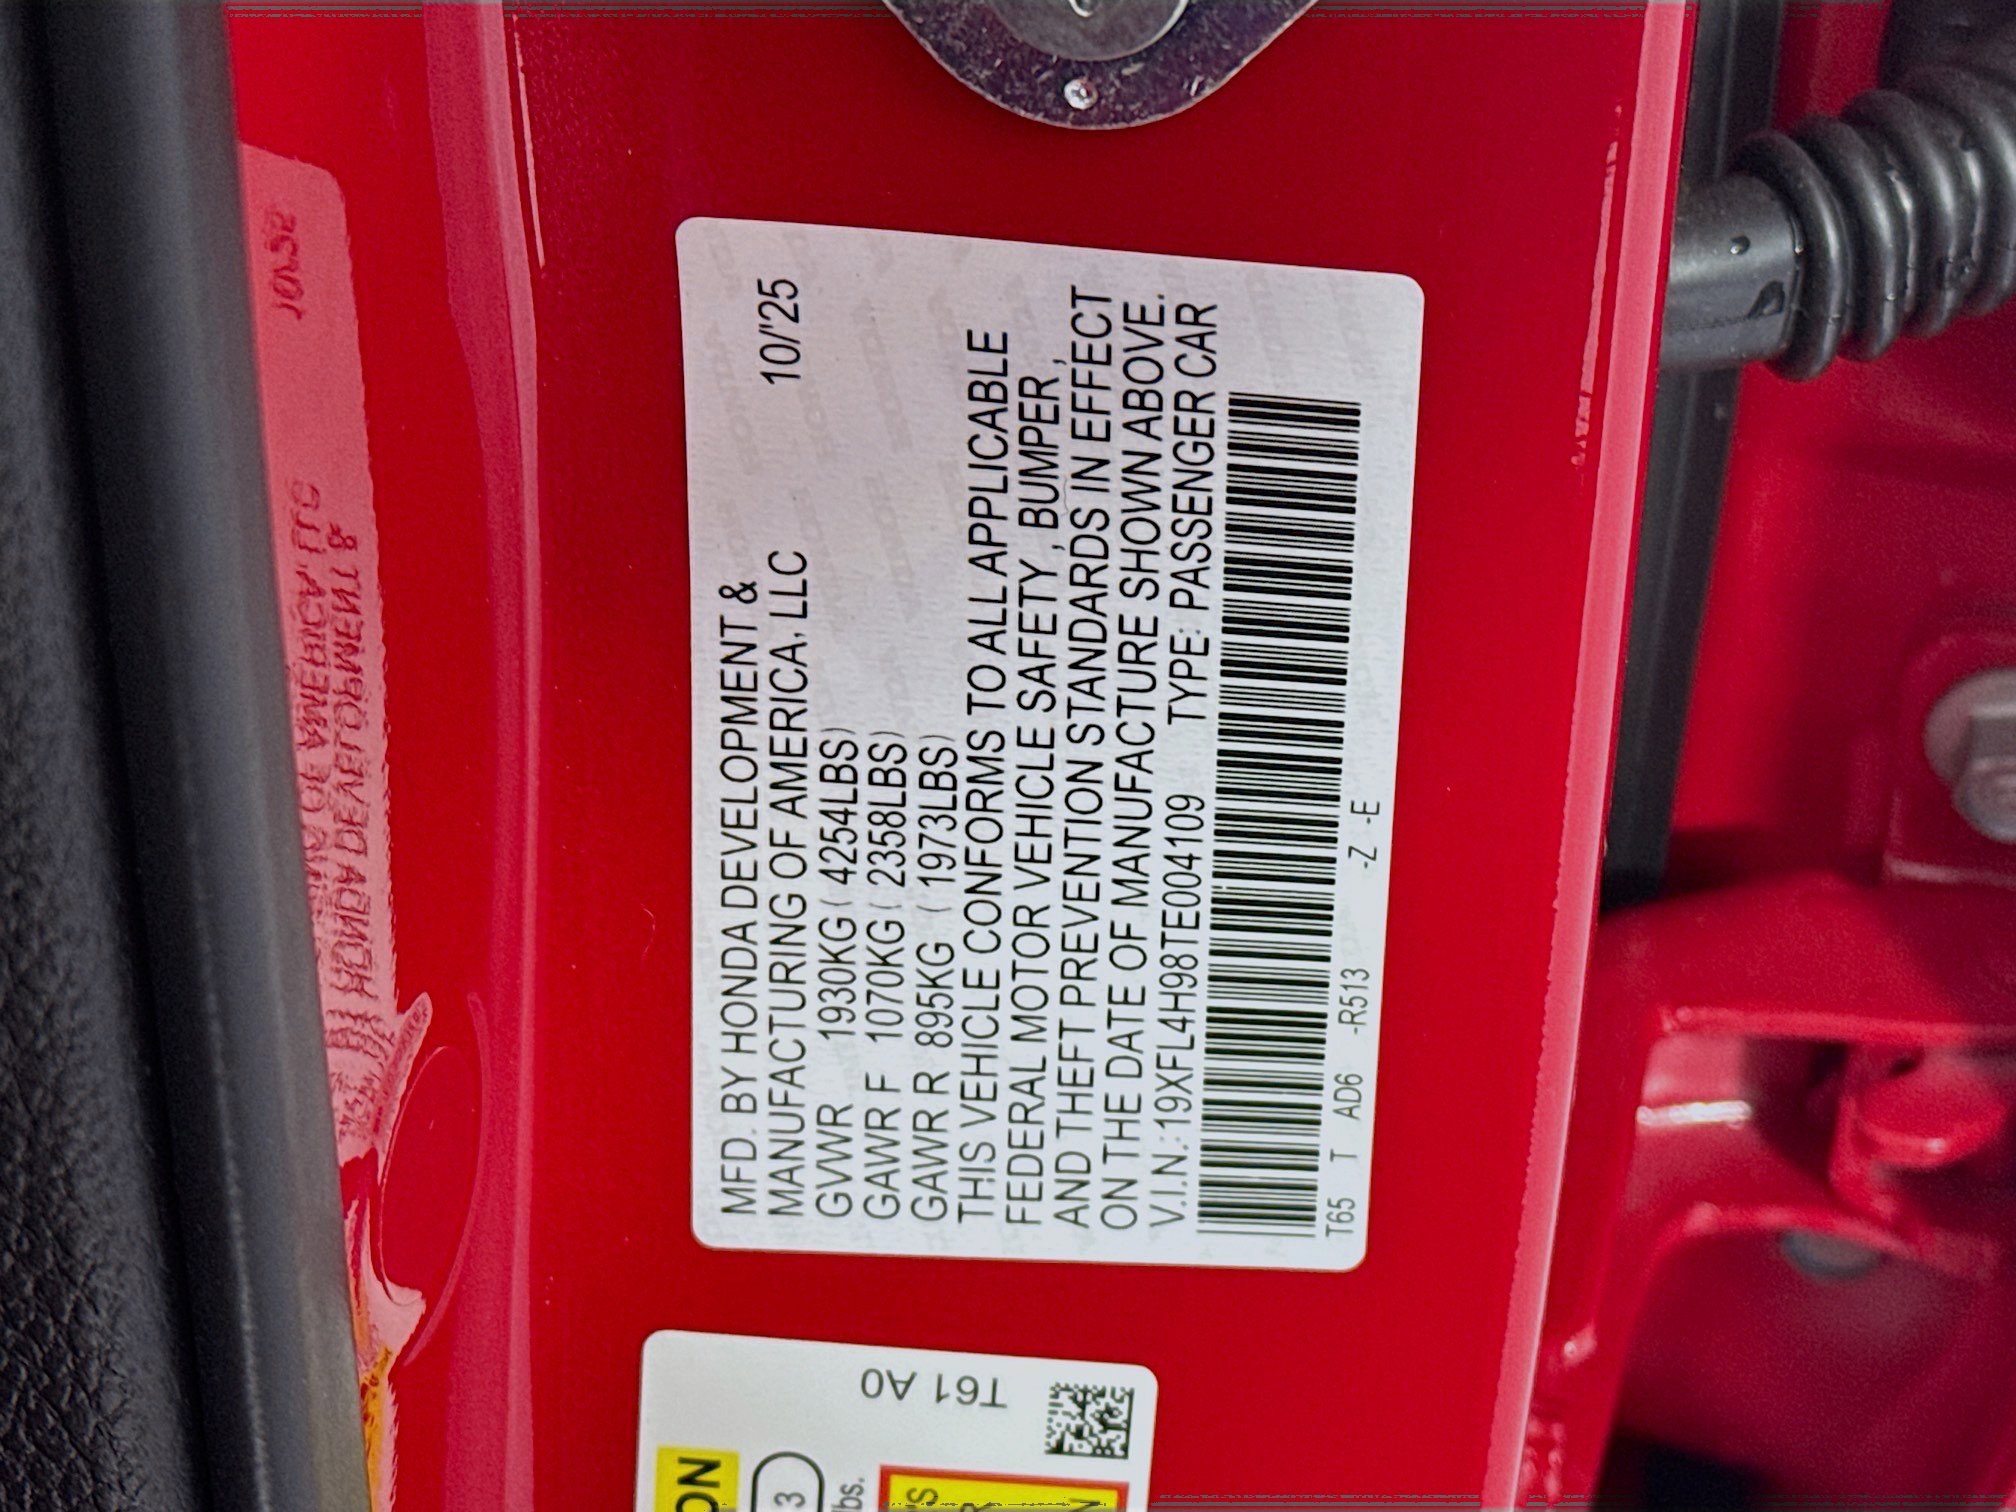 MFD. BY HONDA DEVELOPMENT &
MANUFACTURING OF AMERICA, LLC 10/'25
GVWR 1930KG ( 4254LBS)
GAWR F 1070KG ( 2358LBS)
GAWR R 895KG ( 1973LBS)
THIS VEHICLE CONFORMS TO ALL APPLICABLE
FEDERAL MOTOR VEHICLE SAFETY , BUMPER ,
AND THEFT PREVENTION STANDARDS IN EFFECT
ON THE DATE OF MANUFACTURE SHOWN ABOVE.
V.I.N.:19XFL4H98TE004109 TYPE: PASSENGER CAR
T65 T AD6 -R513 -Z -E
T61 A0
3
lbs.